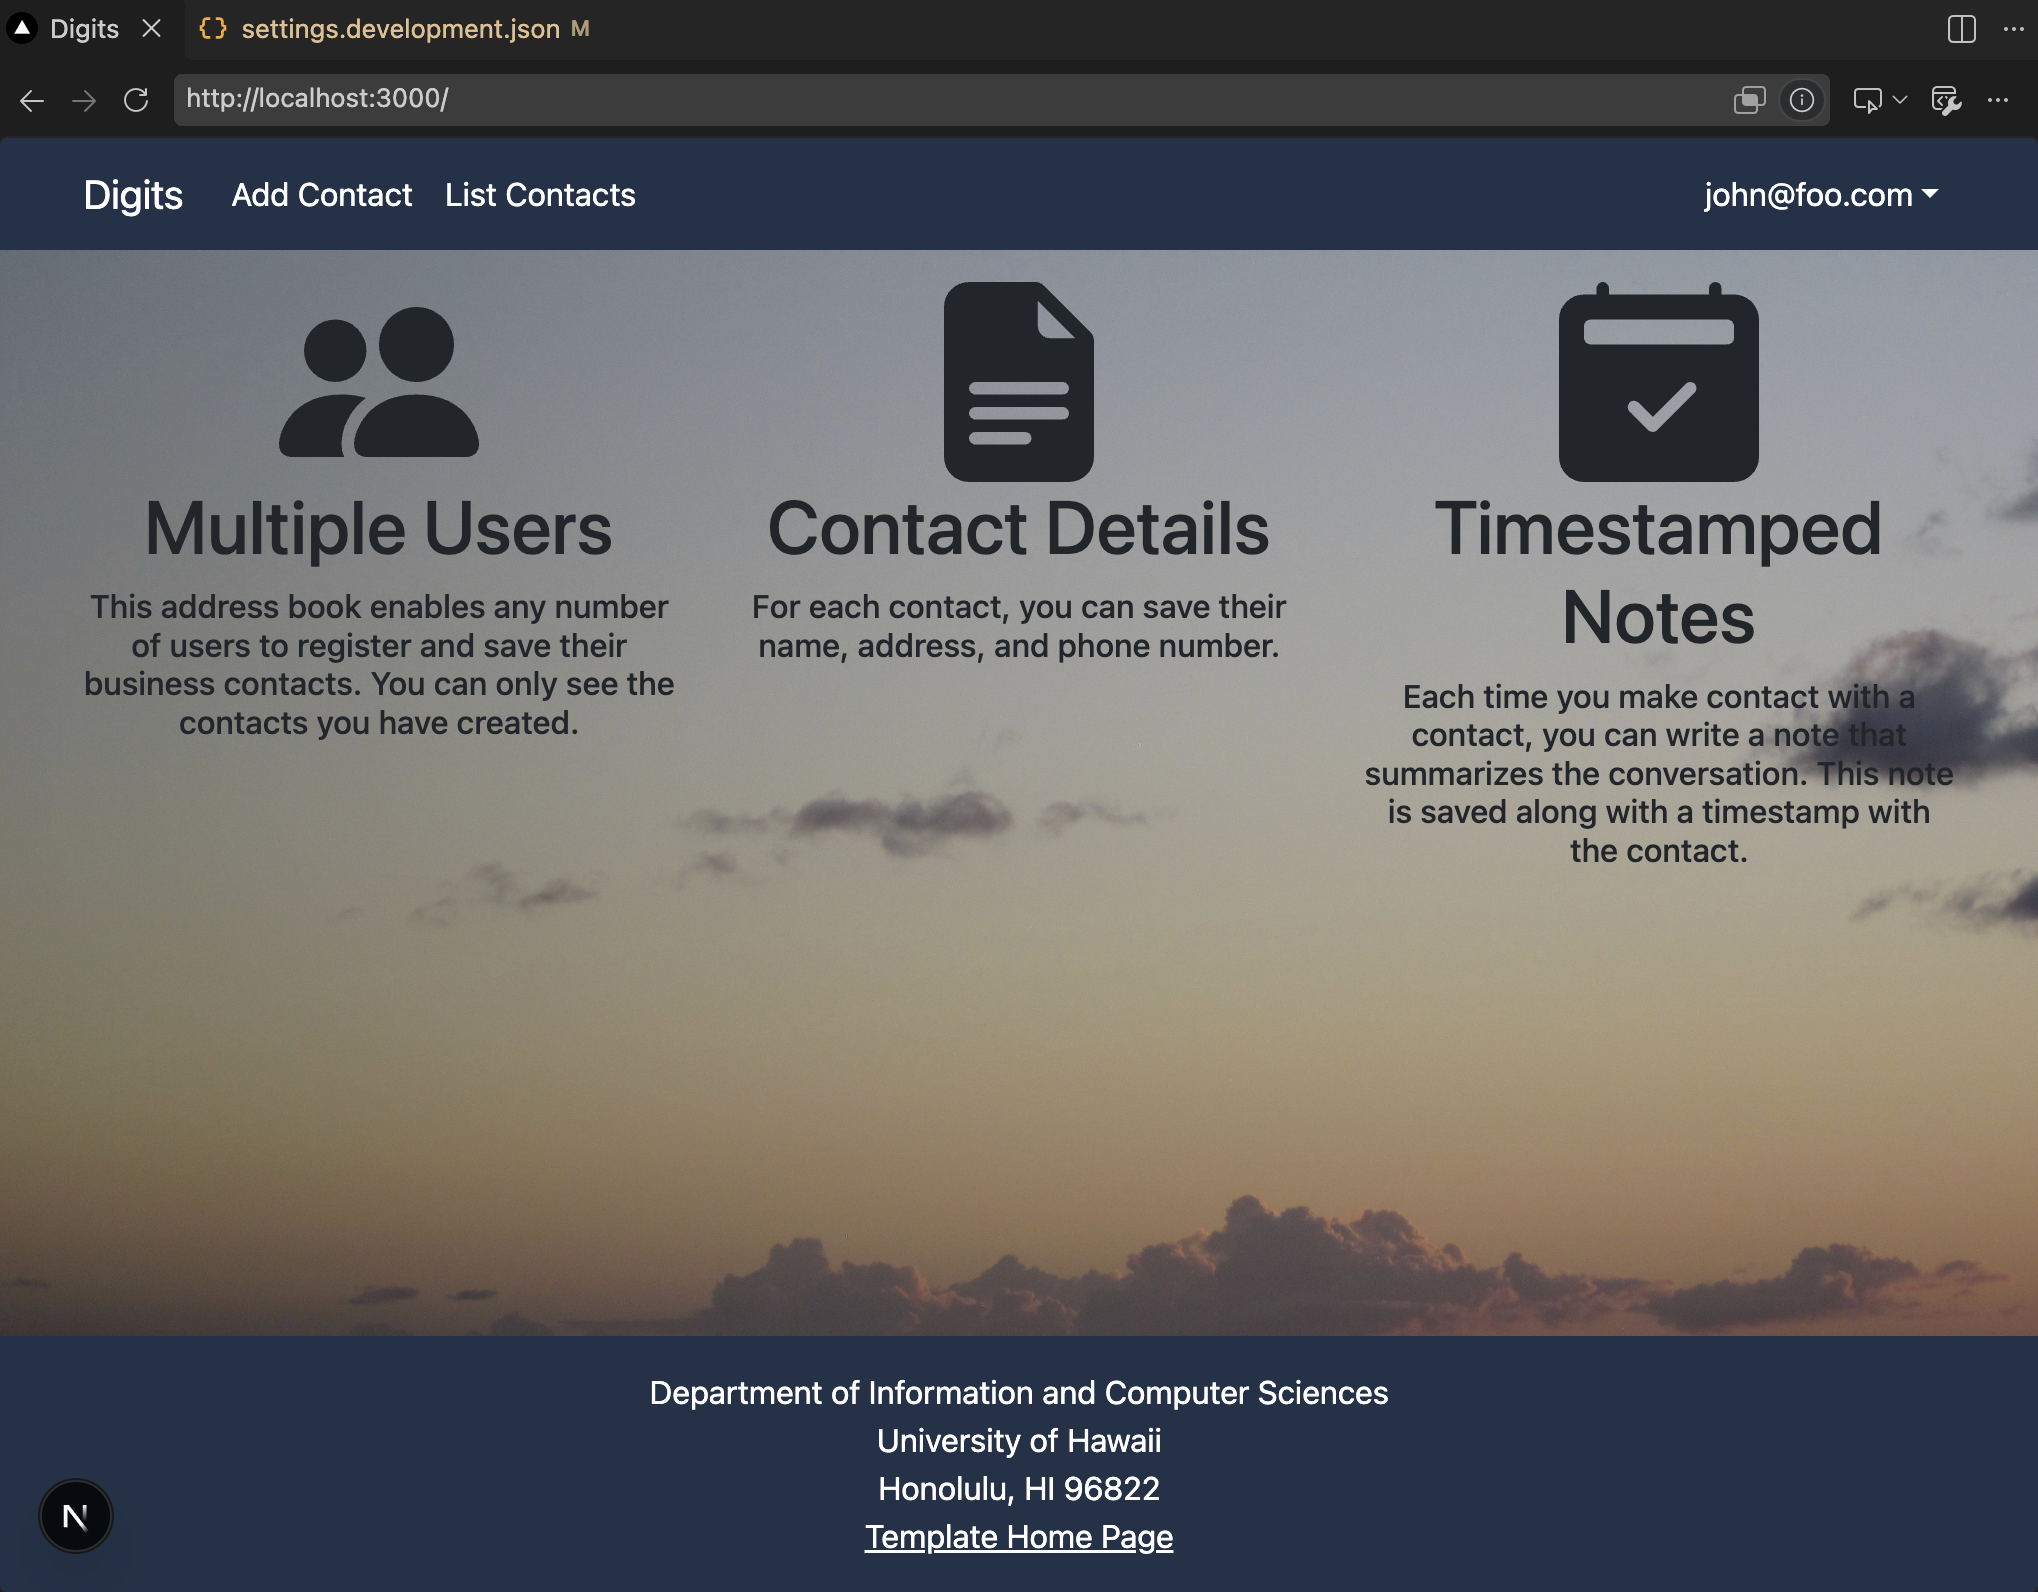 Digits
settings.development.json M
http://localhost:3000/
Digits Add Contact List Contacts john@foo.com
Multiple Users
This address book enables any number
of users to register and save their
business contacts. You can only see the
contacts you have created.
Contact Details
For each contact, you can save their
name, address, and phone number.
Timestamped
Notes
Each time you make contact with a
contact, you can write a note that
summarizes the conversation. This note
is saved along with a timestamp with
the contact.
Department of Information and Computer Sciences
University of Hawaii
Honolulu, HI 96822
Template Home Page
N